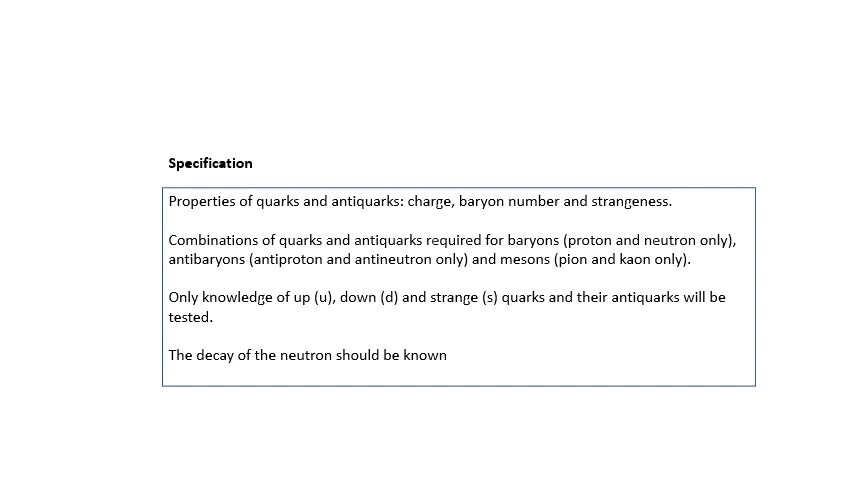 Specification
Properties of quarks and antiquarks: charge, baryon number and strangeness.
Combinations of quarks and antiquarks required for baryons (proton and neutron only),
antibaryons (antiproton and antineutron only) and mesons (pion and kaon only).
Only knowledge of up (u), down (d) and strange (s) quarks and their antiquarks will be
tested.
The decay of the neutron should be known